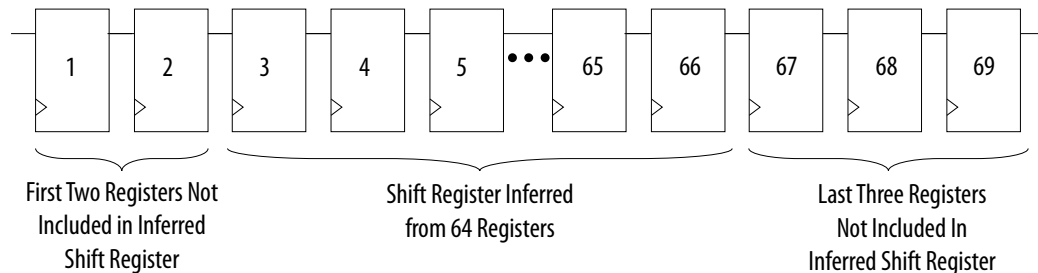 1 2 3 4 5 ●●● 65 66 67 68 69
First Two Registers Not
Included in Inferred
Shift Register
Shift Register Inferred
from 64 Registers
Last Three Registers
Not Included In
Inferred Shift Register